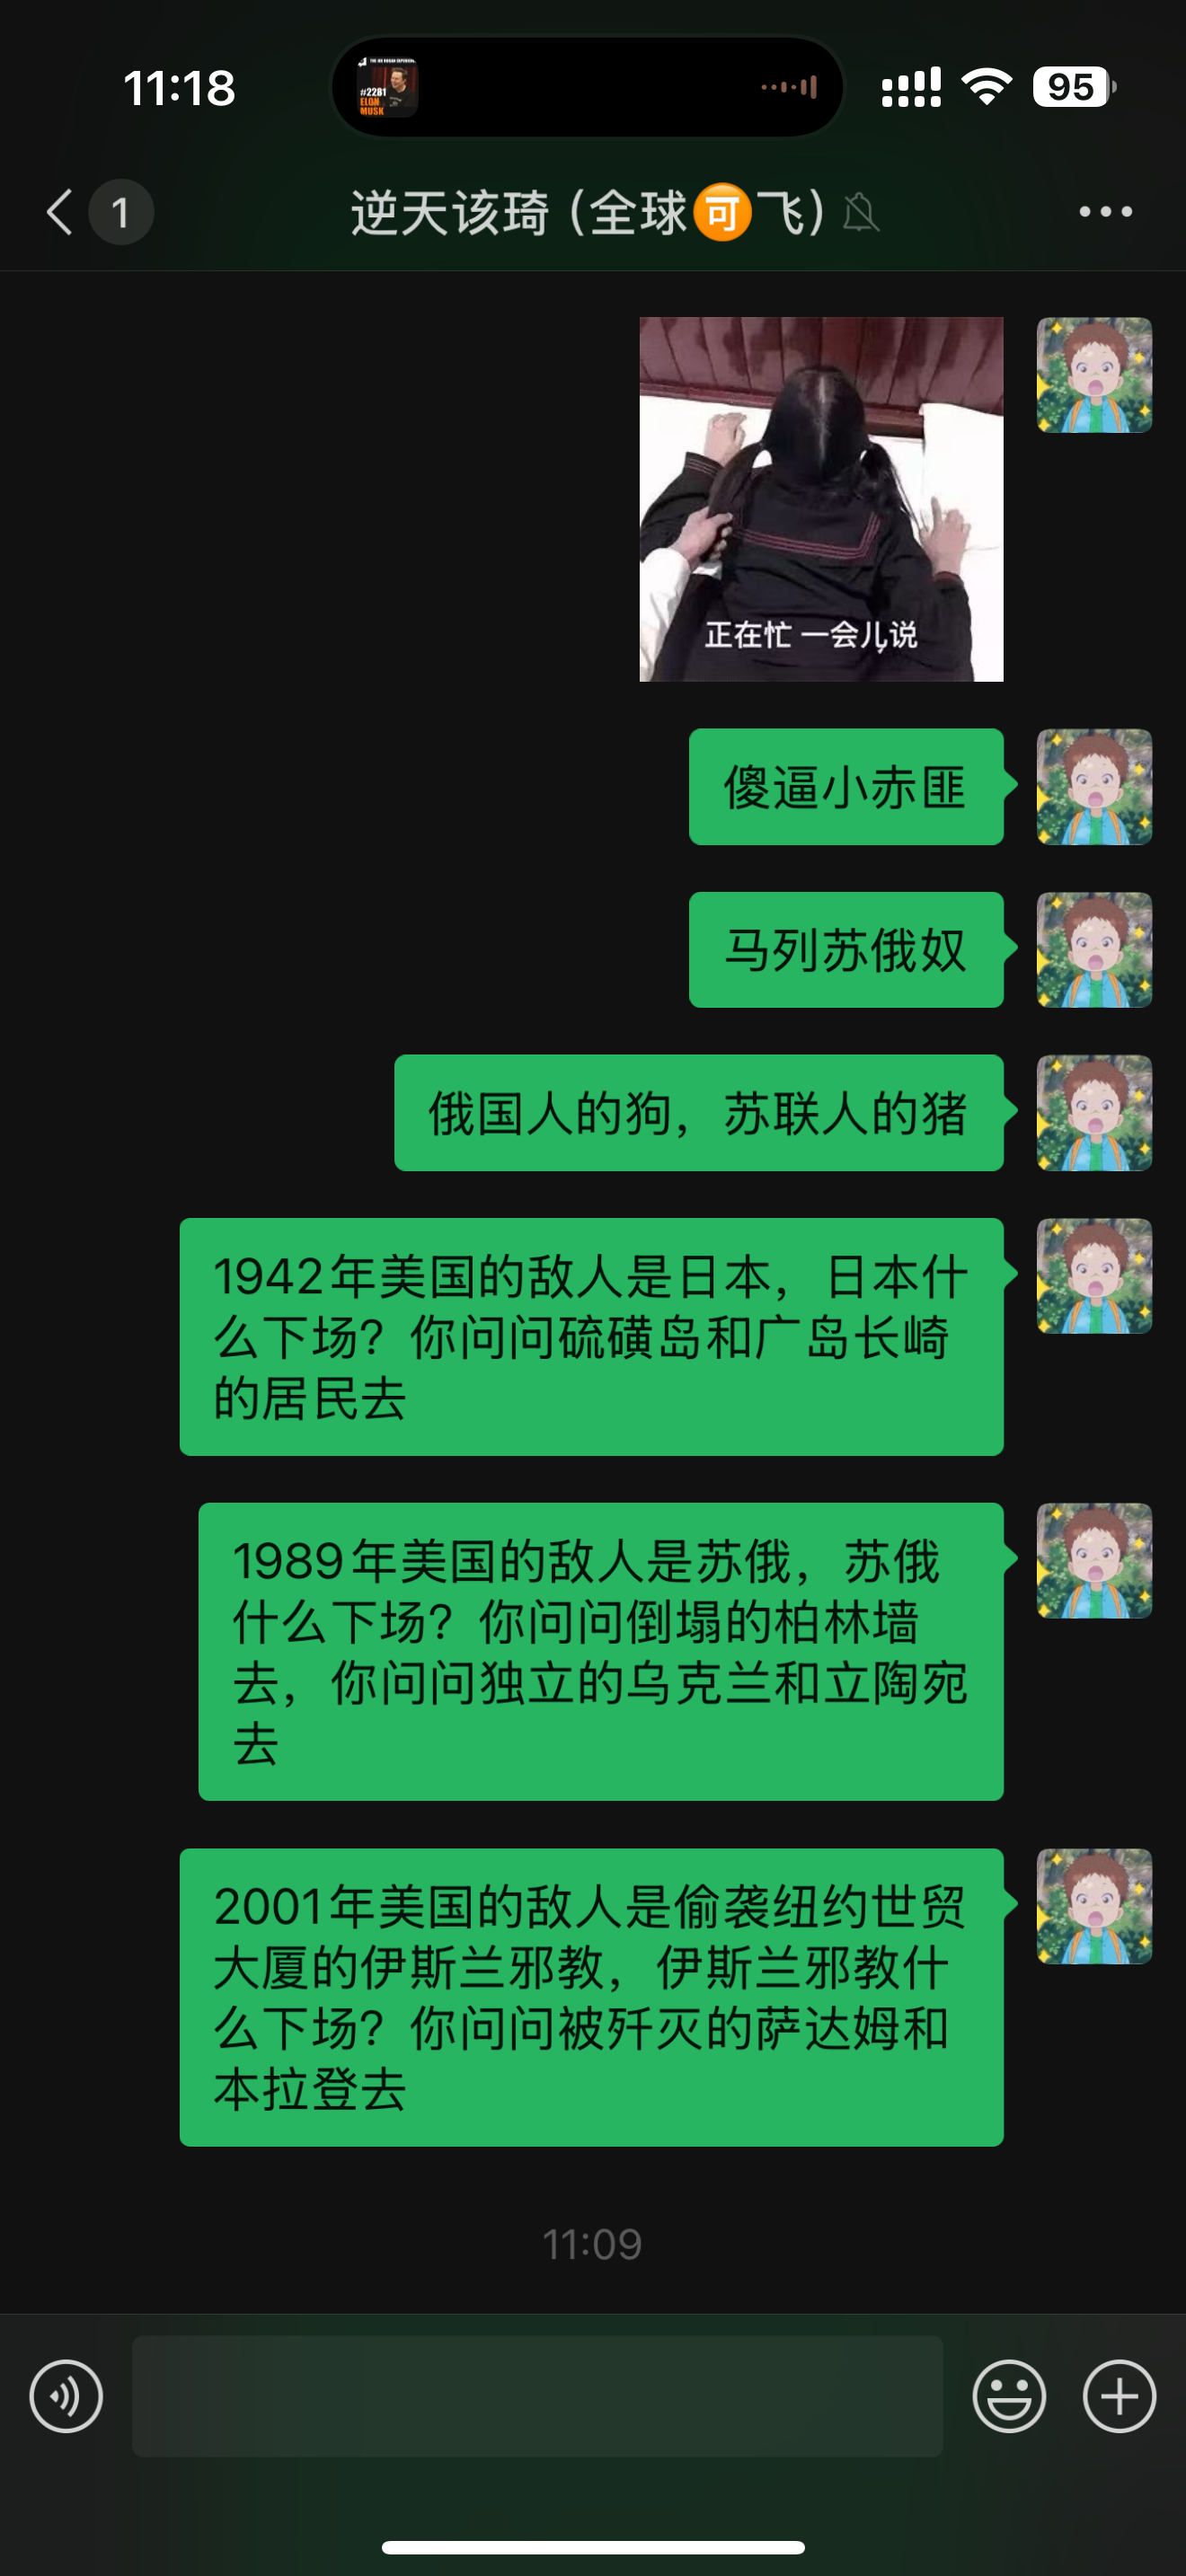 11:18
THE JOE ROGAN EXPERIENCE
#2281
ELON
MUSK
95
1
逆天该琦 (全球🉑飞)
正在忙 一会儿说
傻逼小赤匪
马列苏俄奴
俄国人的狗，苏联人的猪
1942年美国的敌人是日本，日本什
么下场？你问问硫磺岛和广岛长崎
的居民去
1989年美国的敌人是苏俄，苏俄
什么下场？你问问倒塌的柏林墙
去，你问问独立的乌克兰和立陶宛
去
2001年美国的敌人是偷袭纽约世贸
大厦的伊斯兰邪教，伊斯兰邪教什
么下场？你问问被歼灭的萨达姆和
本拉登去
11:09